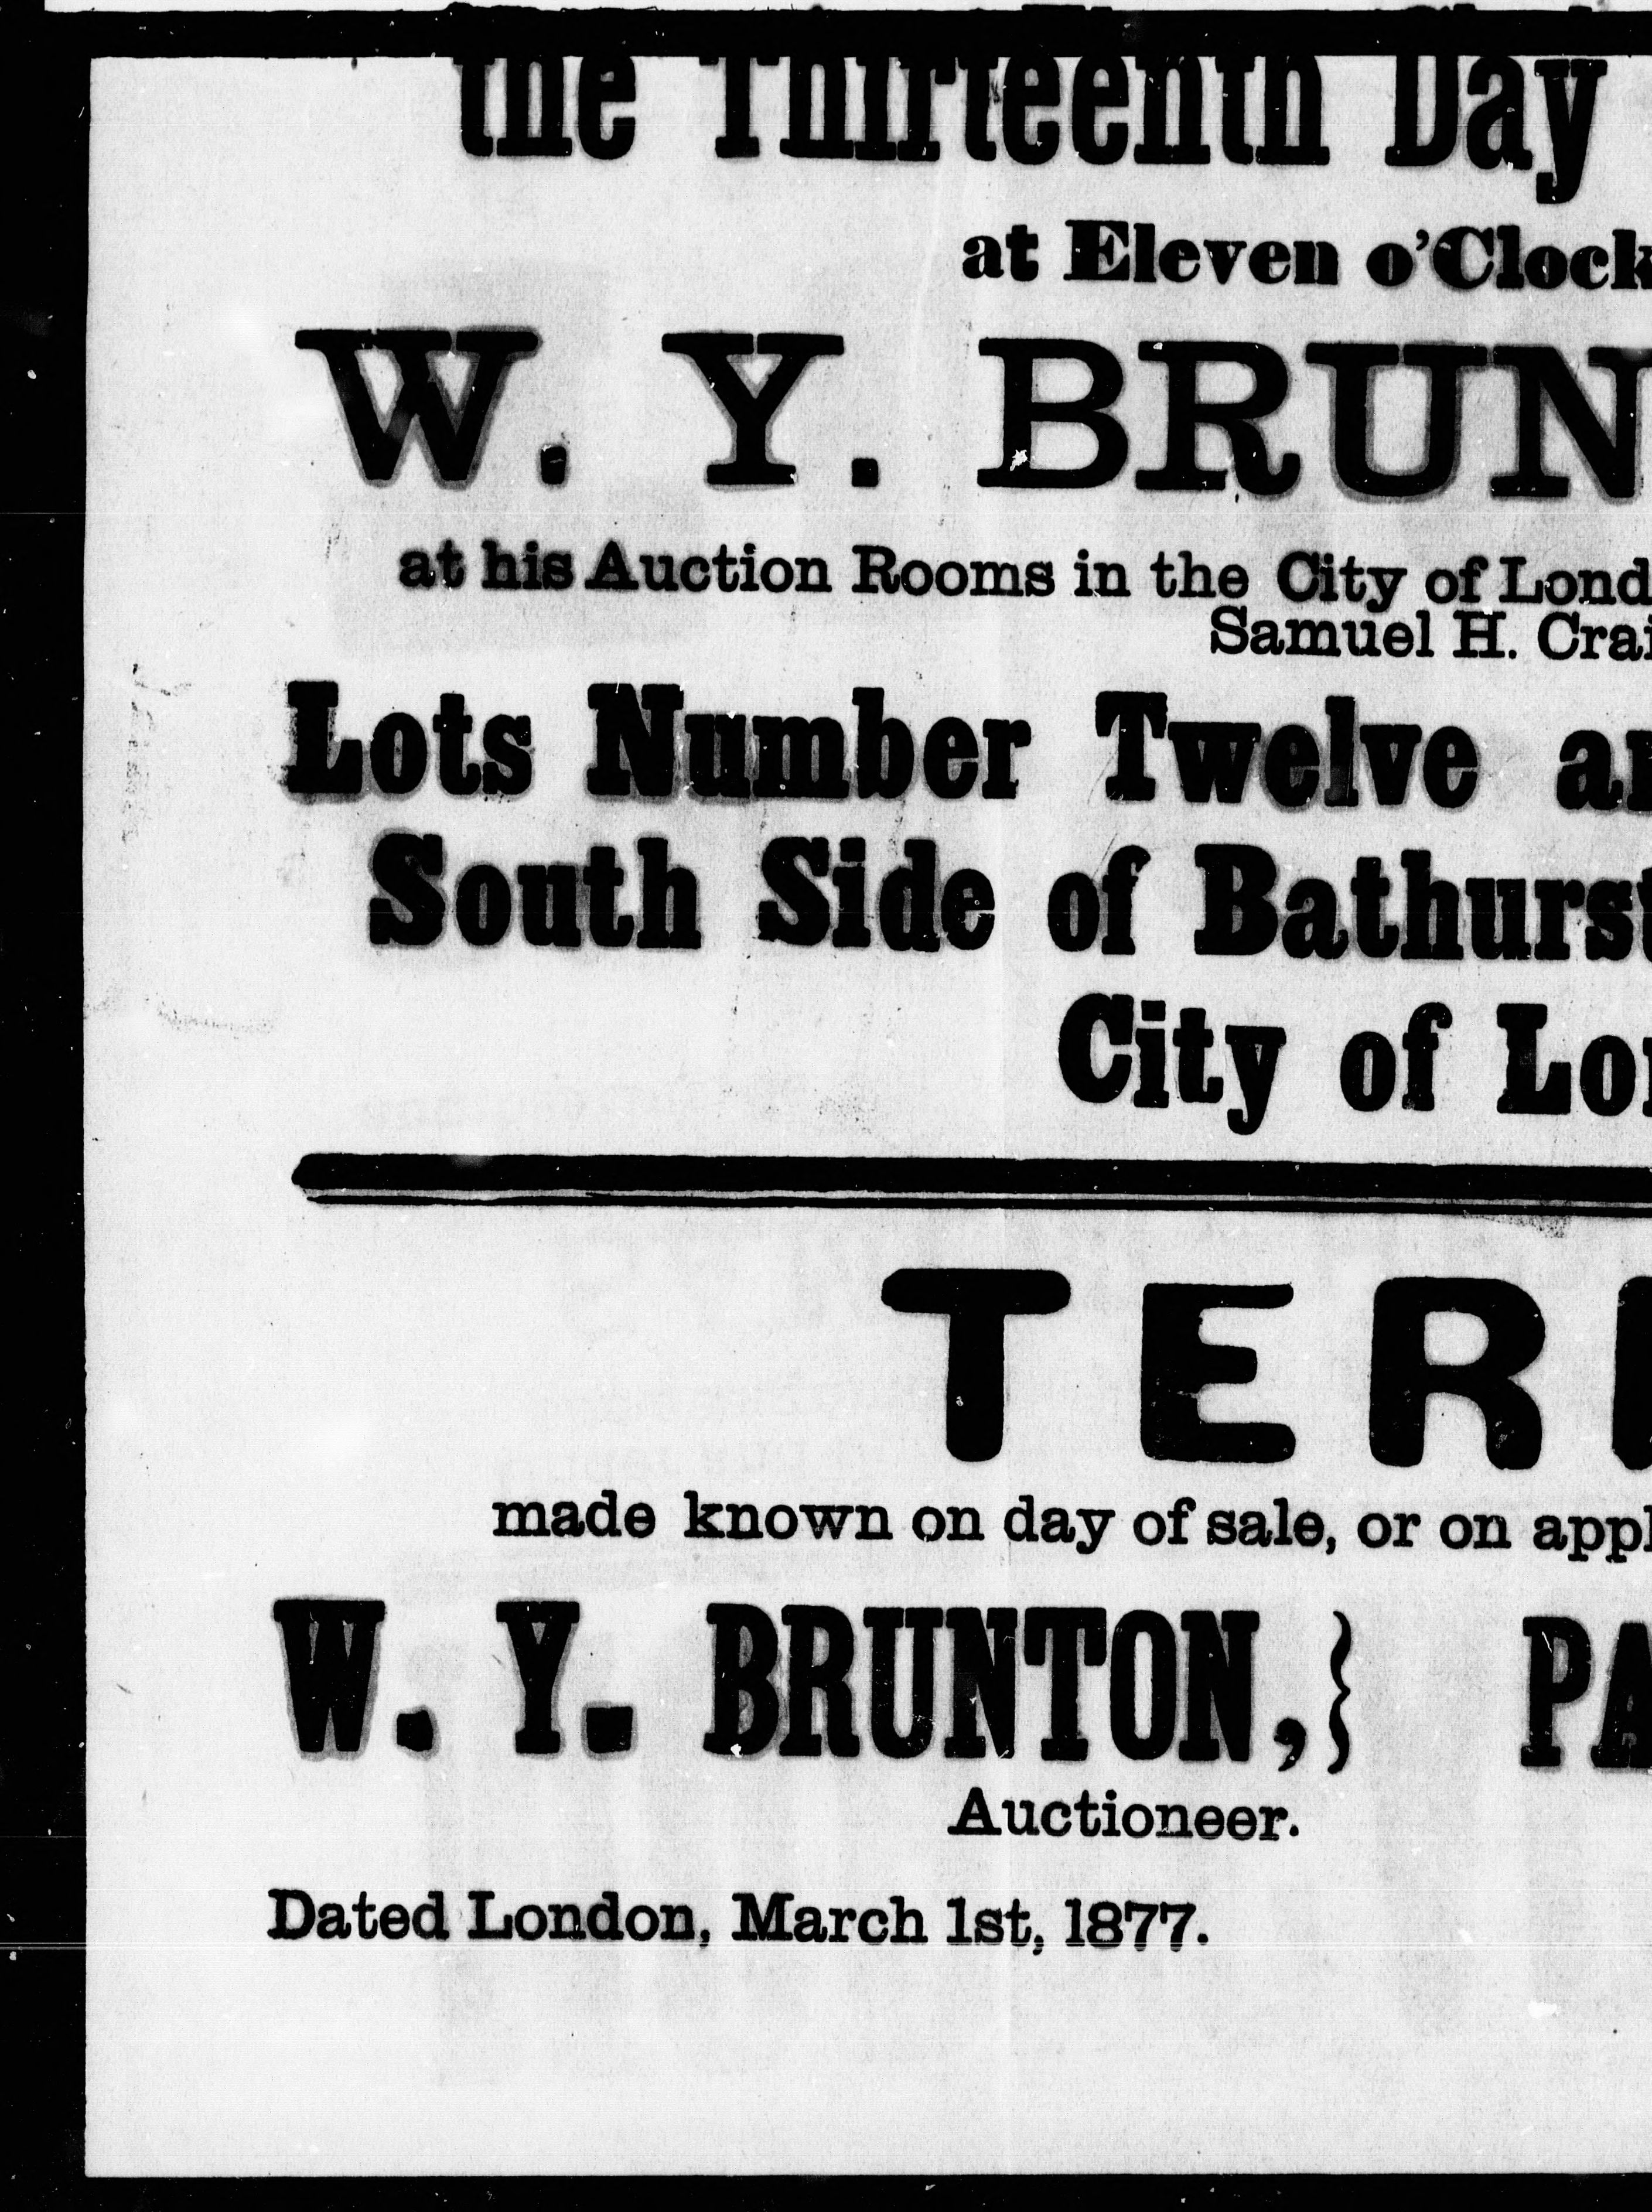 the Thirteenth Day
at Eleven o'Clock
W. Y. BRUN
at his Auction Rooms in the City of Lond
Samuel H. Crai
Lots Number Twelve an
South Side of Bathurst
City of Lon
TER
made known on day of sale, or on appl
W. Y. BRUNTON,} PA
Auctioneer.
Dated London, March 1st, 1877.